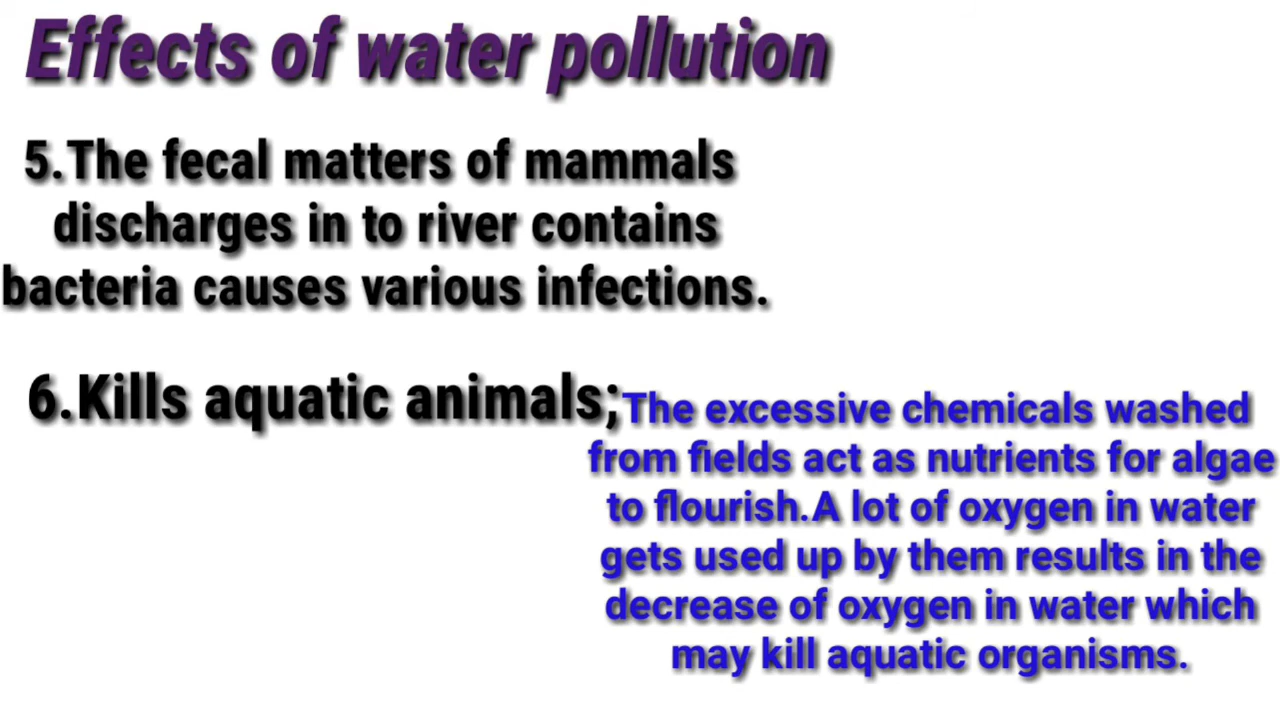 Effects of water pollution
5.The fecal matters of mammals
discharges in to river contains
bacteria causes various infections.
6.Kills aquatic animals;
The excessive chemicals washed
from fields act as nutrients for algae
to flourish.A lot of oxygen in water
gets used up by them results in the
decrease of oxygen in water which
may kill aquatic organisms.